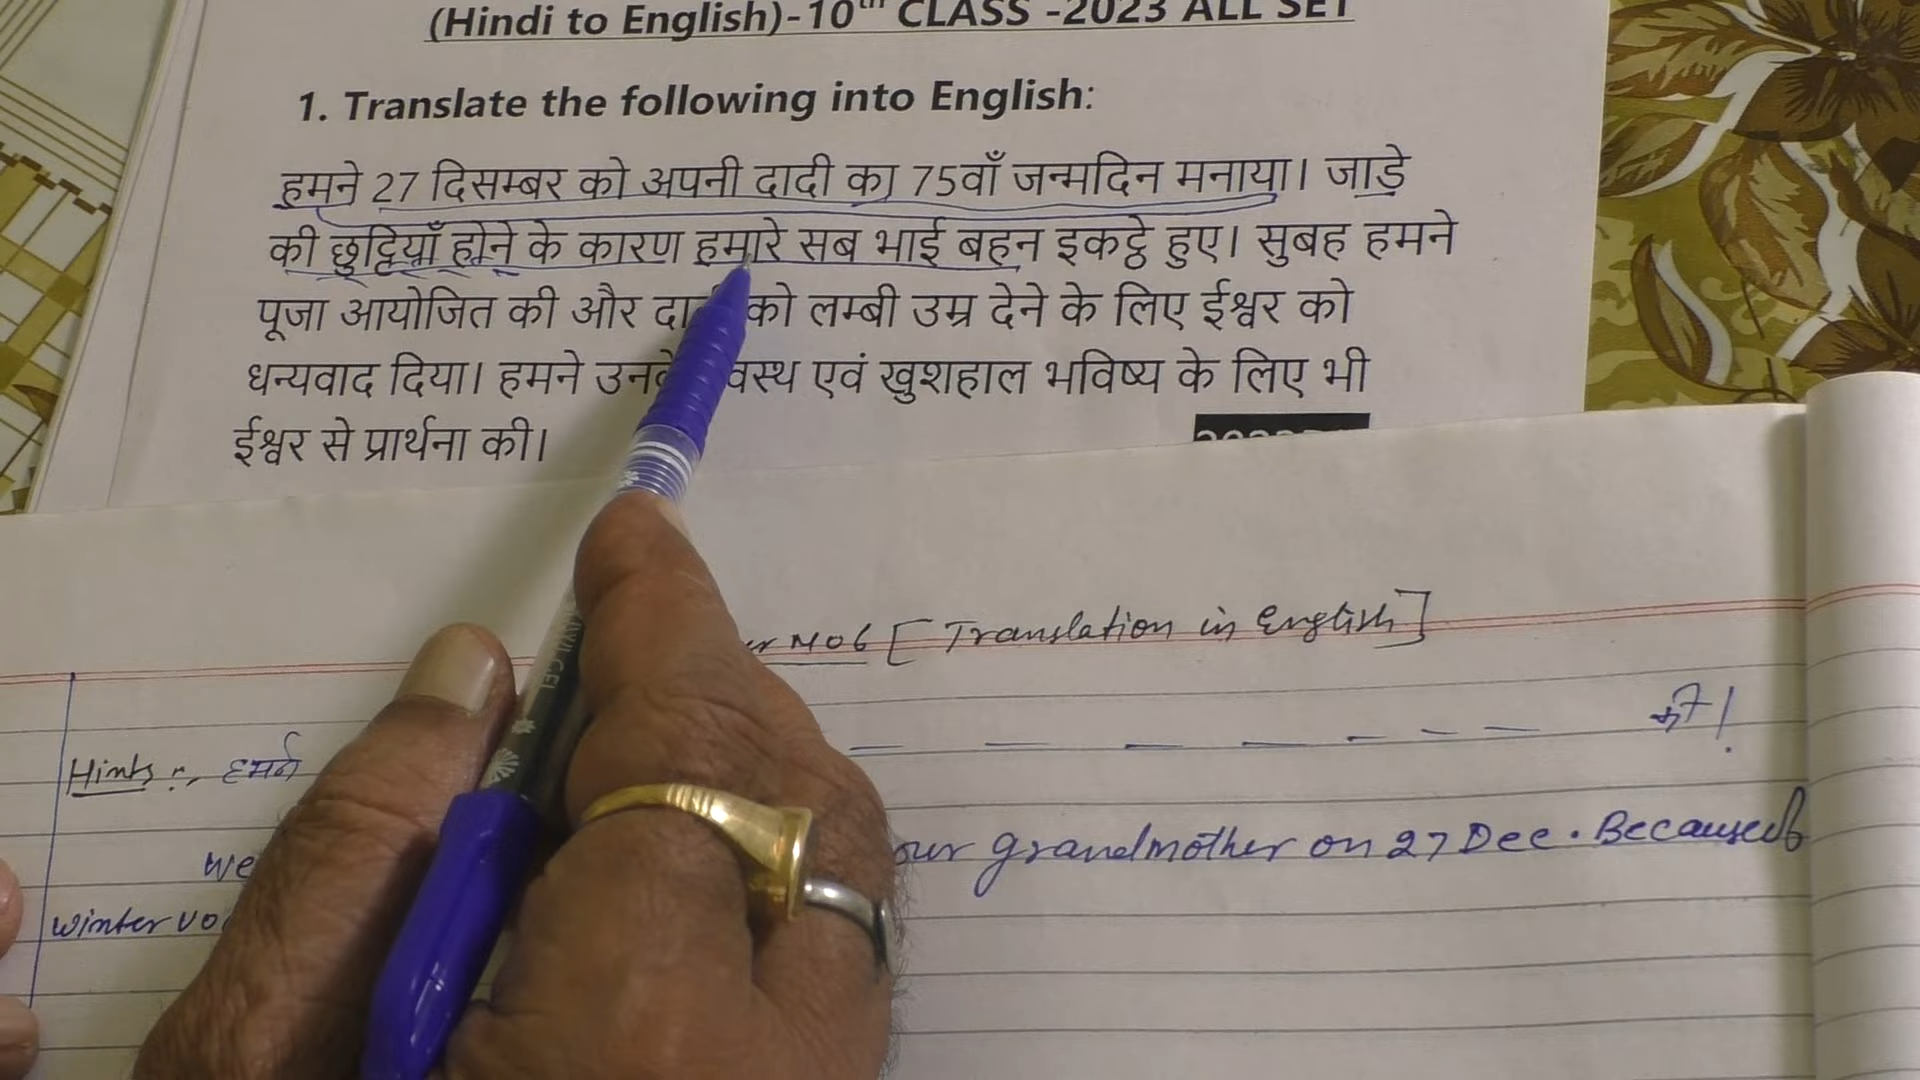 (Hindi to English)-10th CLASS -2023 ALL SET
1. Translate the following into English:
हमने 27 दिसम्बर को अपनी दादी का 75वाँ जन्मदिन मनाया। जाड़े
की छुट्टियाँ होने के कारण हमारे सब भाई बहन इकट्ठे हुए। सुबह हमने
पूजा आयोजित की और को लम्बी उम्र देने के लिए ईश्वर को
धन्यवाद दिया। हमने एवं खुशहाल भविष्य के लिए भी
ईश्वर से प्रार्थना की।
No 6 [Translation in English]
Hints :- हमने — — — — — — — की।
We our grandmother on 27 Dec. Because of
winter